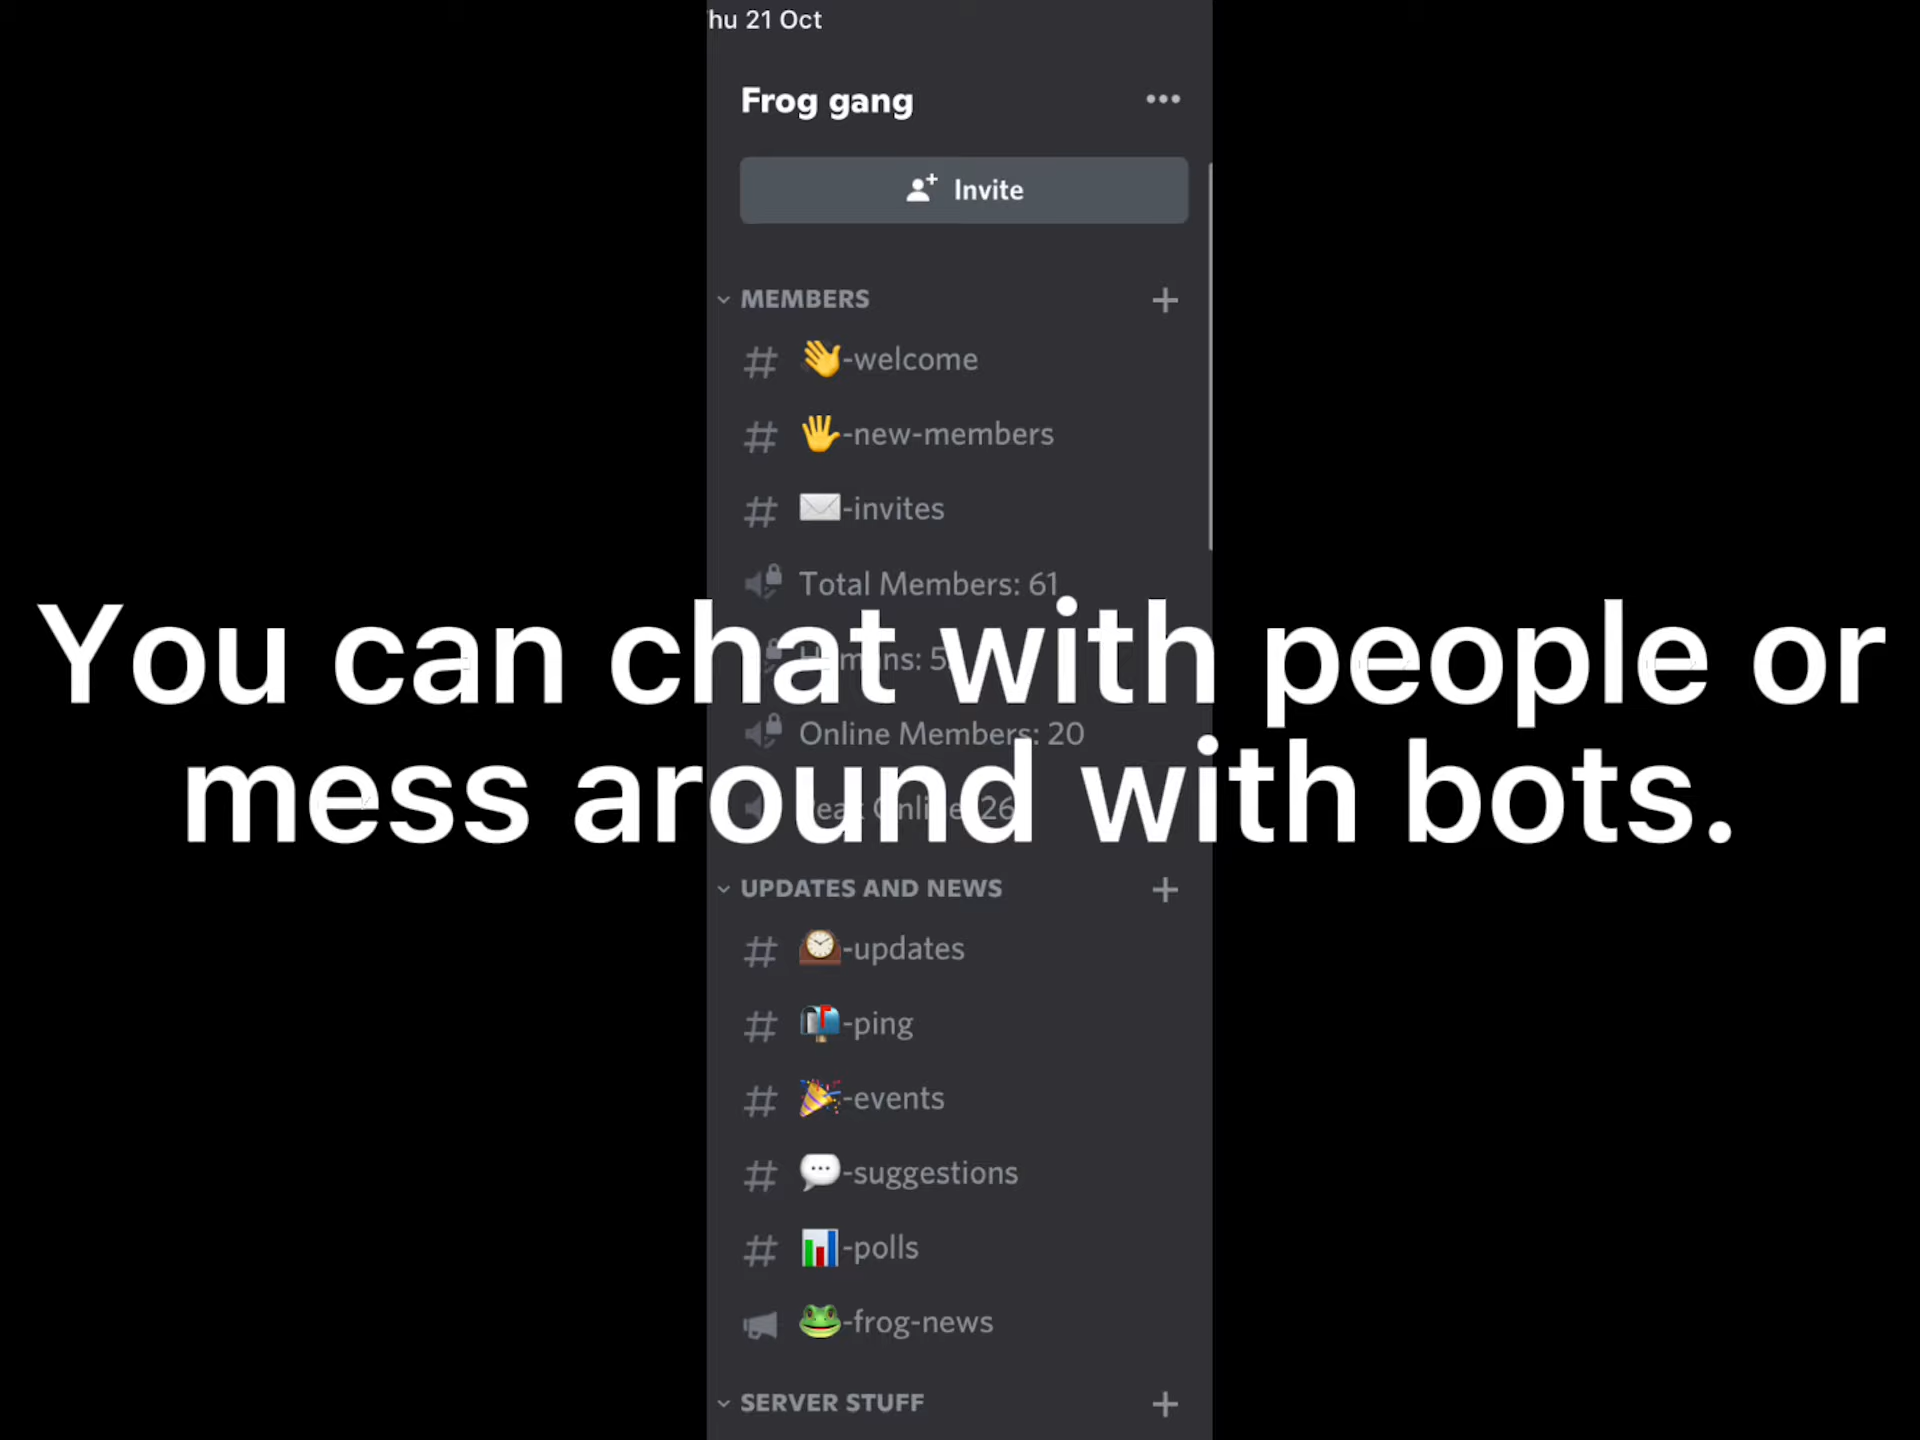 hu 21 Oct
Frog gang
Invite
MEMBERS
# 👋-welcome
# 🖐-new-members
# ✉️-invites
Total Members: 61
You can chat with people or
Online Members: 20
mess around with bots.
UPDATES AND NEWS
# 🕰-updates
# 📬-ping
# 🎉-events
# 💬-suggestions
# 📊-polls
🐸-frog-news
SERVER STUFF